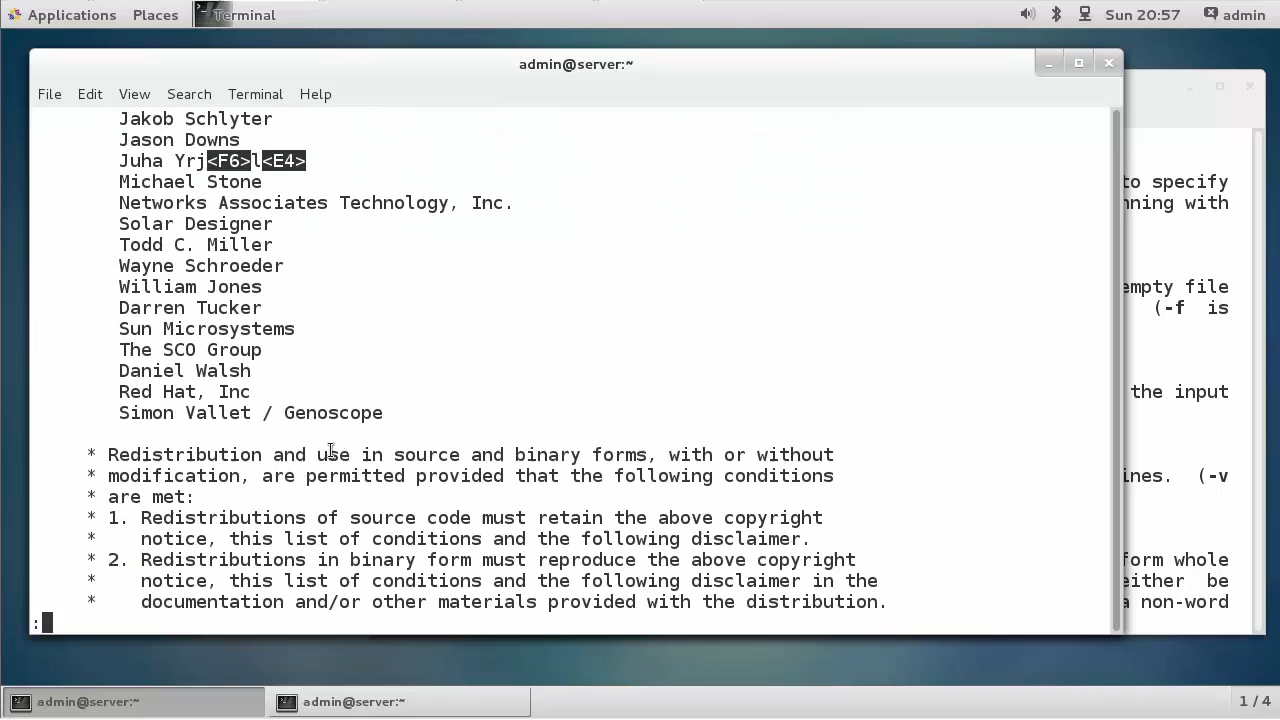 Applications Places Terminal Sun 20:57 admin
admin@server:~
File Edit View Search Terminal Help
Jakob Schlyter
Jason Downs
Juha Yrj<F6>l<E4>
Michael Stone
Networks Associates Technology, Inc.
Solar Designer
Todd C. Miller
Wayne Schroeder
William Jones
Darren Tucker
Sun Microsystems
The SCO Group
Daniel Walsh
Red Hat, Inc
Simon Vallet / Genoscope
* Redistribution and use in source and binary forms, with or without
* modification, are permitted provided that the following conditions
* are met:
* 1. Redistributions of source code must retain the above copyright
* notice, this list of conditions and the following disclaimer.
* 2. Redistributions in binary form must reproduce the above copyright
* notice, this list of conditions and the following disclaimer in the
* documentation and/or other materials provided with the distribution.
:
to specify
with
empty file
(-f is
the input
(-v
form whole
either be
a non-word
admin@server:~
admin@server:~
1 / 4